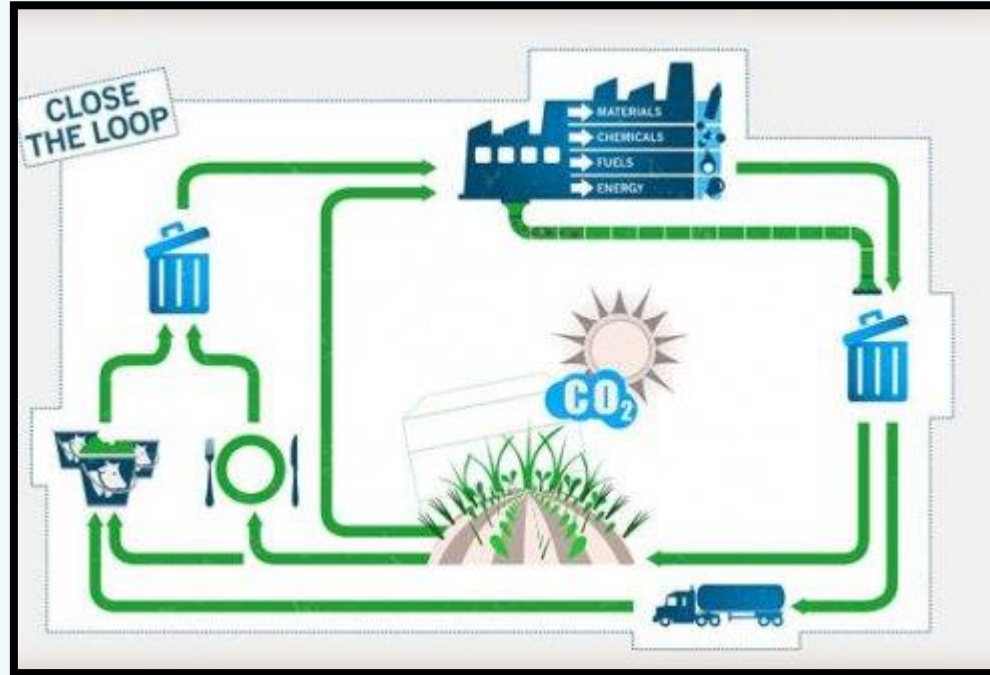 CLOSE
THE LOOP
MATERIALS
CHEMICALS
FUELS
ENERGY
CO₂